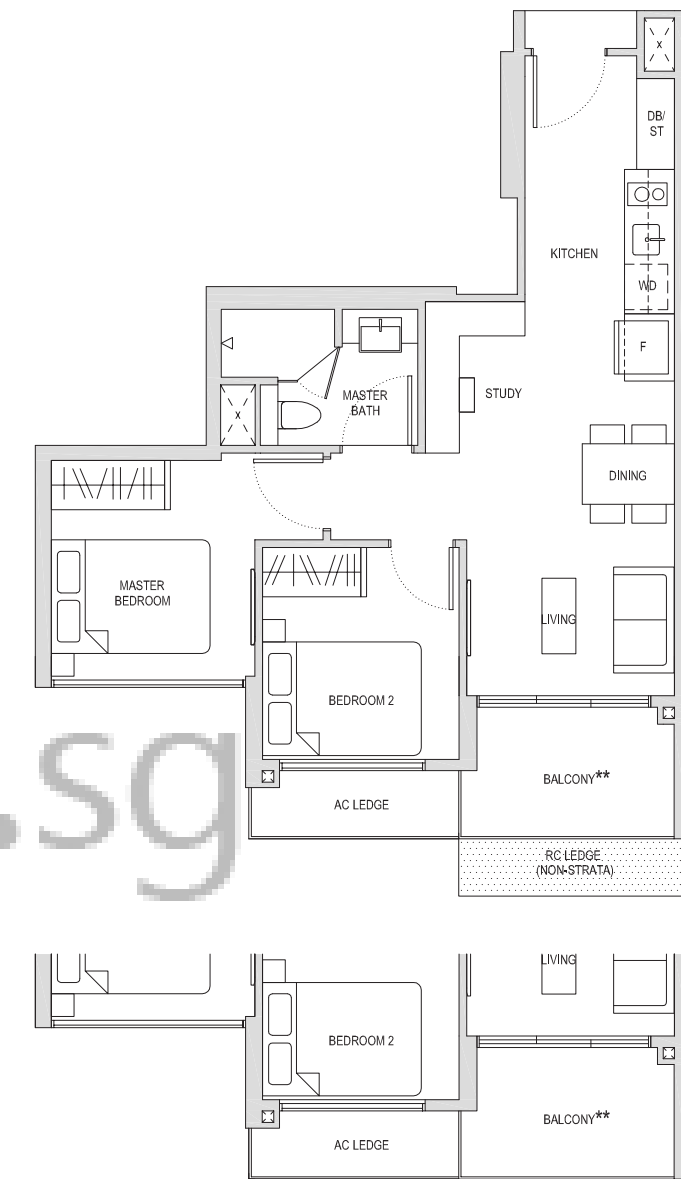 x
DB/
ST
KITCHEN
WD
F
MASTER
BATH
STUDY
x
DINING
MASTER
BEDROOM
LIVING
BEDROOM 2
.sg
BALCONY**
AC LEDGE
RC LEDGE
(NON-STRATA)
LIVING
BEDROOM 2
BALCONY**
AC LEDGE